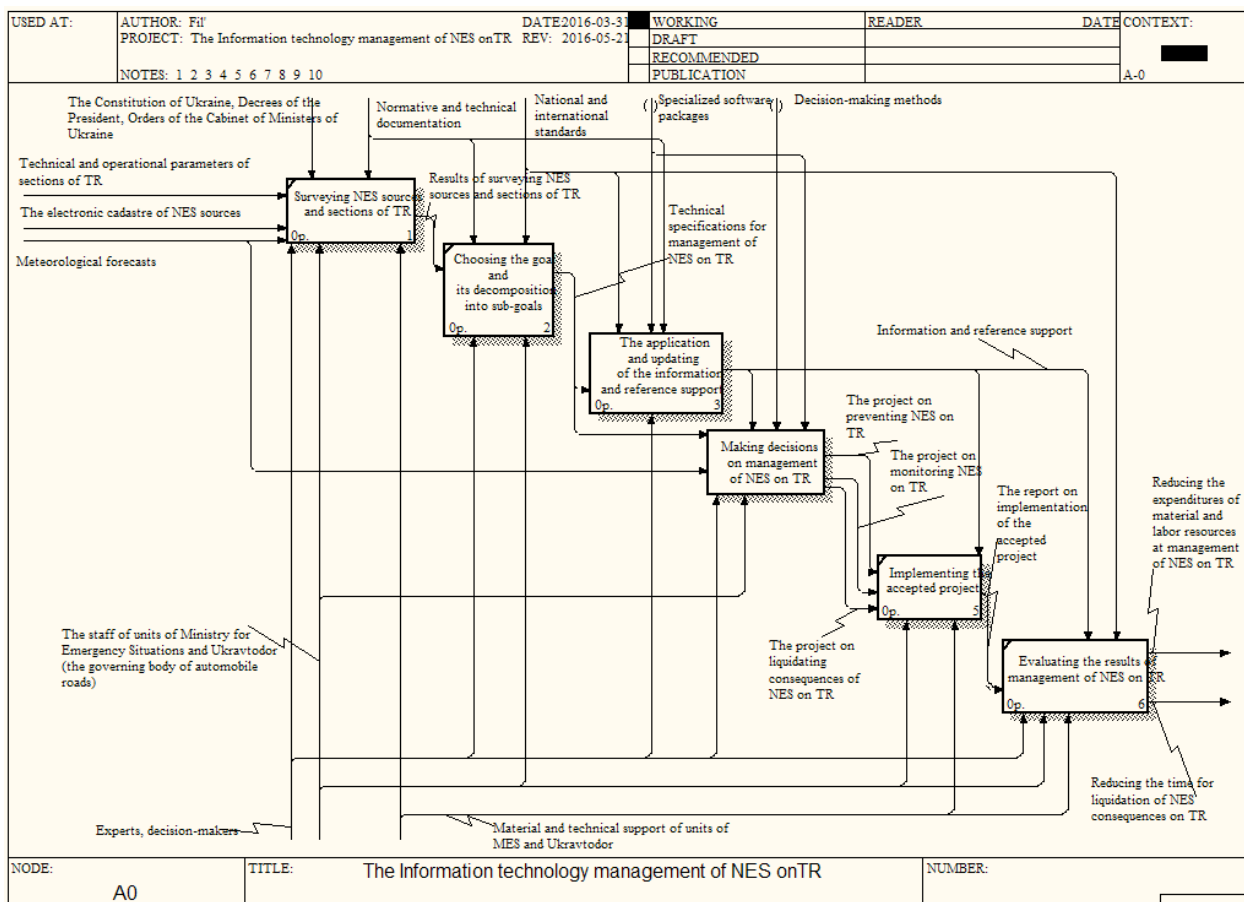 USED AT:
AUTHOR: Fil'
DATE:2016-03-31
PROJECT: The Information technology management of NES onTR
REV: 2016-05-21
NOTES: 1 2 3 4 5 6 7 8 9 10
WORKING
DRAFT
RECOMMENDED
PUBLICATION
READER
DATE
CONTEXT:
A-0
The Constitution of Ukraine, Decrees of the
President, Orders of the Cabinet of Ministers of
Ukraine
Normative and technical
documentation
National and
international
standards
Specialized software
packages
Decision-making methods
Technical and operational parameters of
sections of TR
The electronic cadastre of NES sources
Meteorological forecasts
Surveying NES sources
and sections of TR
0p.
1
Results of surveying NES
sources and sections of TR
Technical
specifications for
management of
NES on TR
Choosing the goal
and
its decomposition
into sub-goals
0p.
2
The application
and updating
of the information
and reference support
0p.
3
Information and reference support
Making decisions
on management
of NES on TR
The project on
preventing NES on
TR
The project on
monitoring NES
on TR
The report on
implementation
of the
accepted
project
Reducing the
expenditures of
material and
labor resources
at management
of NES on TR
Implementing the
accepted project
0p.
5
The staff of units of Ministry for
Emergency Situations and Ukravtodor
(the governing body of automobile
roads)
The project on
liquidating
consequences of
NES on TR
Evaluating the results of
management of NES on TR
0p.
6
Reducing the time for
liquidation of NES
consequences on TR
Experts, decision-makers
Material and technical support of units of
MES and Ukravtodor
NODE:
A0
TITLE:
The Information technology management of NES onTR
NUMBER: